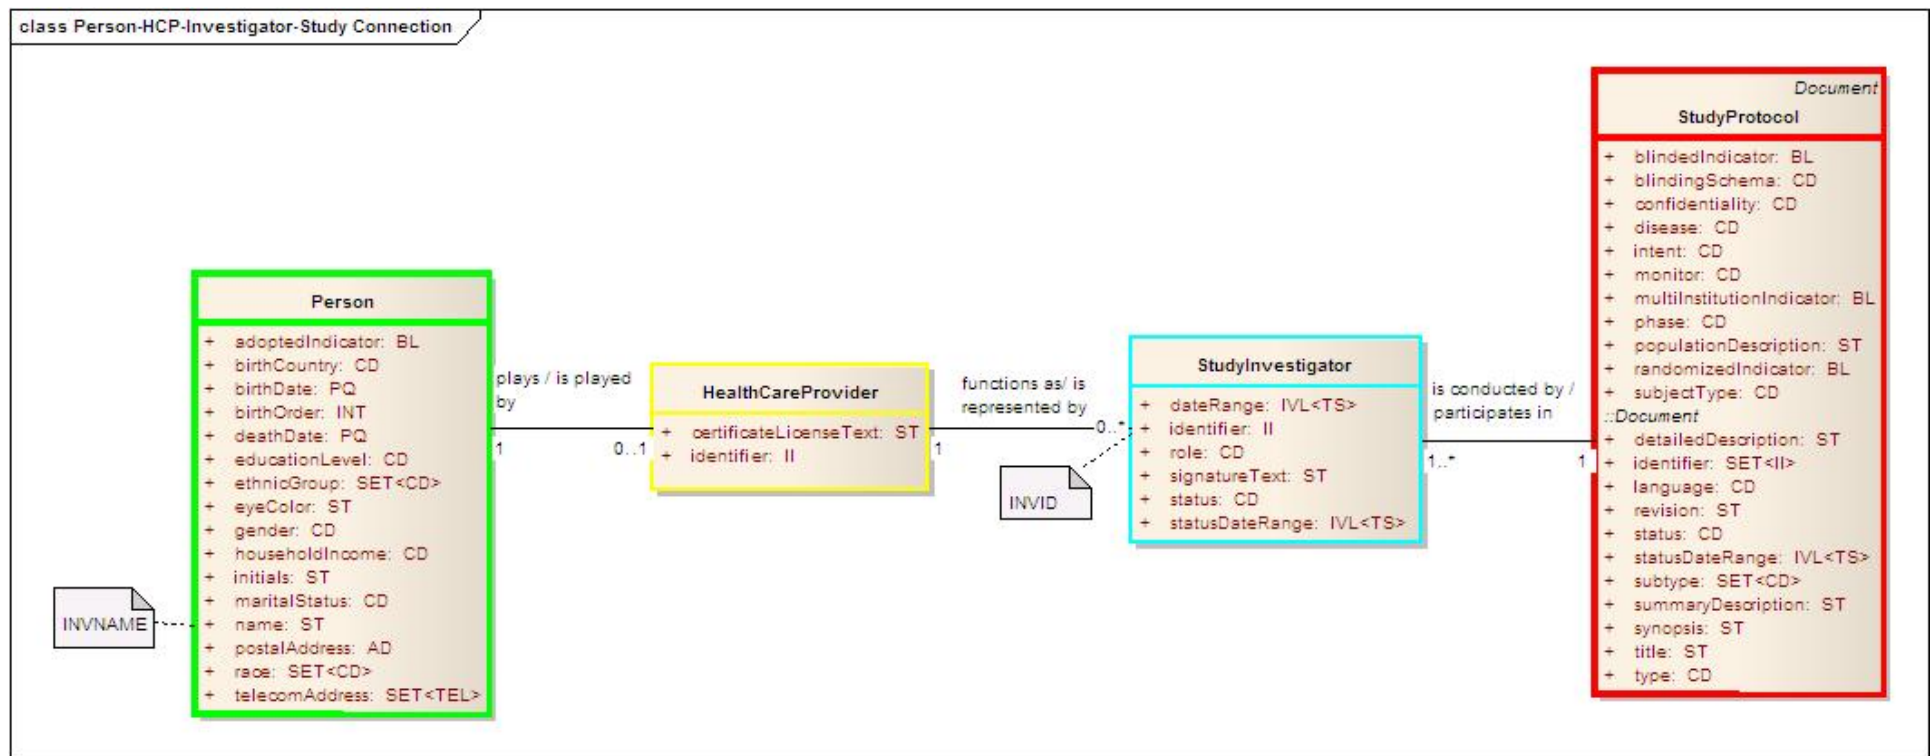 class Person-HCP-Investigator-Study Connection
INVNAME
Person
+ adoptedIndicator: BL
+ birthCountry: CD
+ birthDate: PQ
+ birthOrder: INT
+ deathDate: PQ
+ educationLevel: CD
+ ethnicGroup: SET<CD>
+ eyeColor: ST
+ gender: CD
+ householdIncome: CD
+ initials: ST
+ maritalStatus: CD
+ name: ST
+ postalAddress: AD
+ race: SET<CD>
+ telecomAddress: SET<TEL>
plays / is played
by
1
0..1
HealthCareProvider
+ certificateLicenseText: ST
+ identifier: II
functions as/ is
represented by
1
0..*
INVID
StudyInvestigator
+ dateRange: IVL<TS>
+ identifier: II
+ role: CD
+ signatureText: ST
+ status: CD
+ statusDateRange: IVL<TS>
is conducted by /
participates in
1..*
1
Document
StudyProtocol
+ blindedIndicator: BL
+ blindingSchema: CD
+ confidentiality: CD
+ disease: CD
+ intent: CD
+ monitor: CD
+ multiInstitutionIndicator: BL
+ phase: CD
+ populationDescription: ST
+ randomizedIndicator: BL
+ subjectType: CD
::Document
+ detailedDescription: ST
+ identifier: SET<II>
+ language: CD
+ revision: ST
+ status: CD
+ statusDateRange: IVL<TS>
+ subtype: SET<CD>
+ summaryDescription: ST
+ synopsis: ST
+ title: ST
+ type: CD